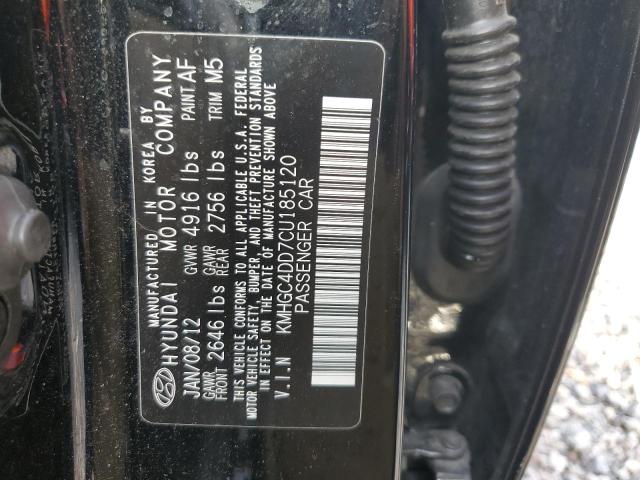 MANUFACTURED IN KOREA BY
HYUNDAI MOTOR COMPANY
JAN/08/12 GVWR 4916 lbs PAINT AF
GAWR FRONT 2646 lbs GAWR REAR 2756 lbs TRIM M5
THIS VEHICLE CONFORMS TO ALL APPLICABLE U.S.A. FEDERAL
MOTOR VEHICLE SAFETY, BUMPER, AND THEFT PREVENTION STANDARDS
IN EFFECT ON THE DATE OF MANUFACTURE SHOWN ABOVE
V.I.N KMHGC4DD7CU185120
PASSENGER CAR